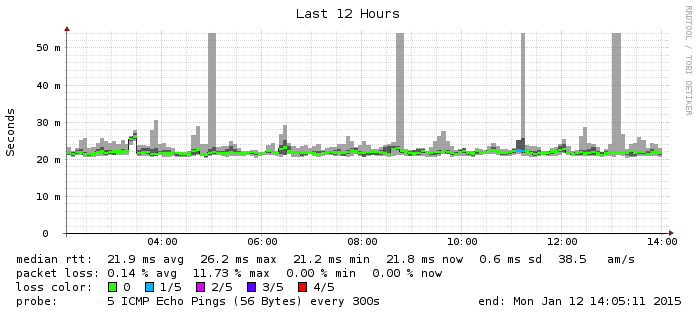 Last 12 Hours
RRDTOOL / TOBI OETIKER
Seconds
50 m
40 m
30 m
20 m
10 m
0
04:00 06:00 08:00 10:00 12:00 14:00
median rtt: 21.9 ms avg 26.2 ms max 21.2 ms min 21.8 ms now 0.6 ms sd 38.5 am/s
packet loss: 0.14 % avg 11.73 % max 0.00 % min 0.00 % now
loss color: 0 1/5 2/5 3/5 4/5
probe: 5 ICMP Echo Pings (56 Bytes) every 300s end: Mon Jan 12 14:05:11 2015